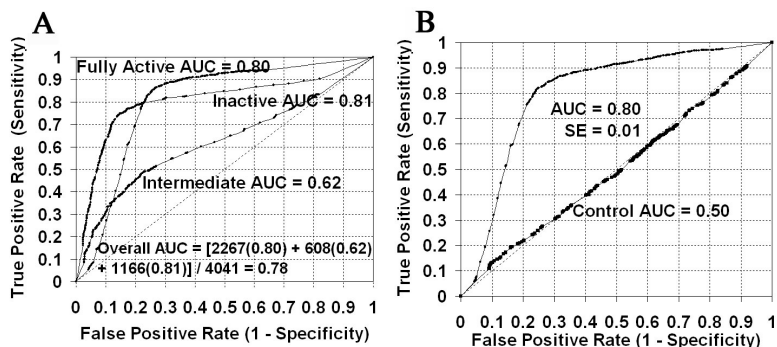 A
True Positive Rate (Sensitivity)
1
0.9
0.8
0.7
0.6
0.5
0.4
0.3
0.2
0.1
0
Fully Active AUC = 0.80
Inactive AUC = 0.81
Intermediate AUC = 0.62
Overall AUC = [2267(0.80) + 608(0.62)
+ 1166(0.81)] / 4041 = 0.78
0 0.1 0.2 0.3 0.4 0.5 0.6 0.7 0.8 0.9 1
False Positive Rate (1 - Specificity)
B
True Positive Rate (Sensitivity)
1
0.9
0.8
0.7
0.6
0.5
0.4
0.3
0.2
0.1
0
AUC = 0.80
SE = 0.01
Control AUC = 0.50
0 0.1 0.2 0.3 0.4 0.5 0.6 0.7 0.8 0.9 1
False Positive Rate (1 - Specificity)